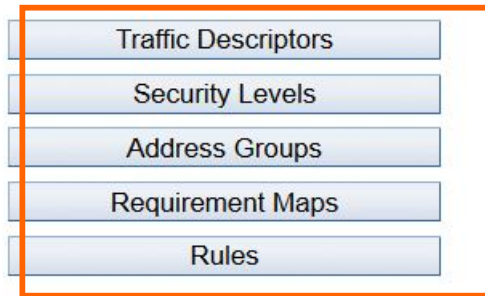 Traffic Descriptors
Security Levels
Address Groups
Requirement Maps
Rules